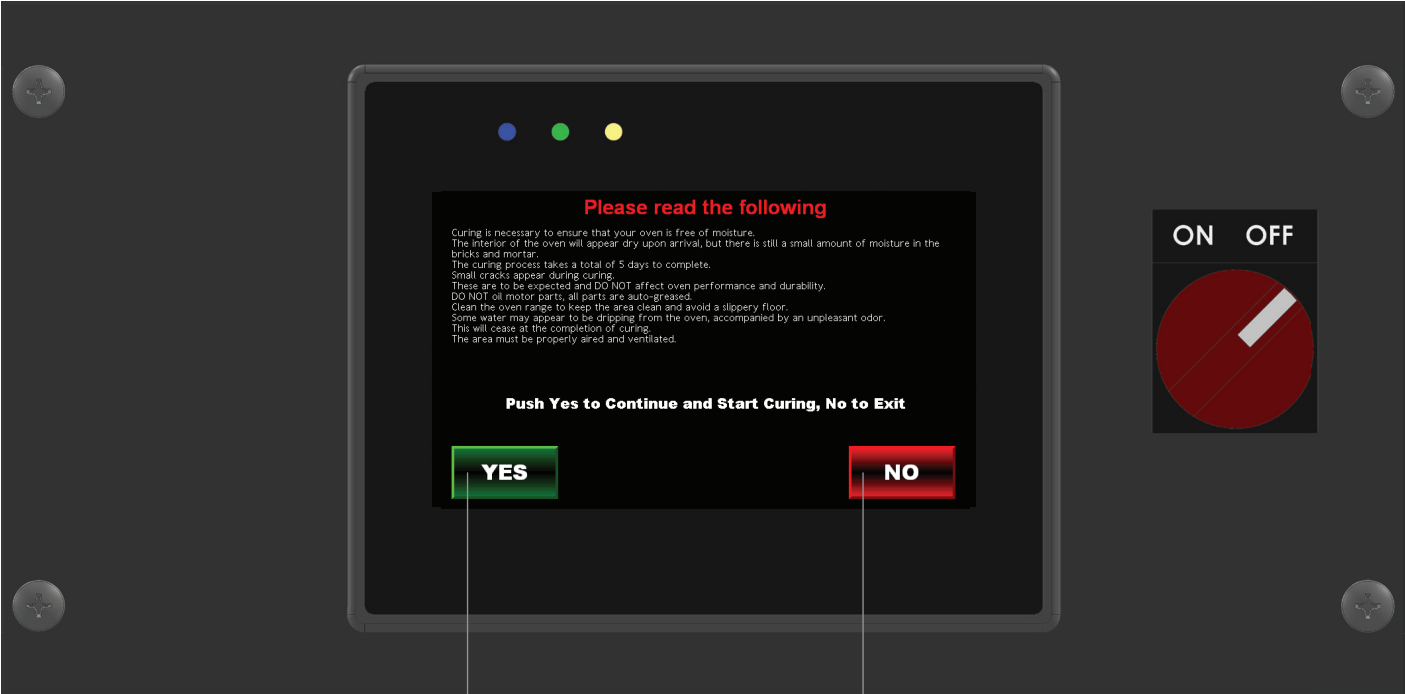 Please read the following
Curing is necessary to ensure that your oven is free of moisture.
The interior of the oven will appear dry upon arrival, but there is still a small amount of moisture in the
bricks and mortar.
The curing process takes a total of 5 days to complete.
Small cracks appear during curing.
These are to be expected and DO NOT affect oven performance and durability.
DO NOT oil motor parts, all parts are auto-greased.
Clean the oven range to keep the area clean and avoid a slippery floor.
Some water may appear to be dripping from the oven, accompanied by an unpleasant odor.
This will cease at the completion of curing.
The area must be properly aired and ventilated.
Push Yes to Continue and Start Curing, No to Exit
YES NO
ON OFF